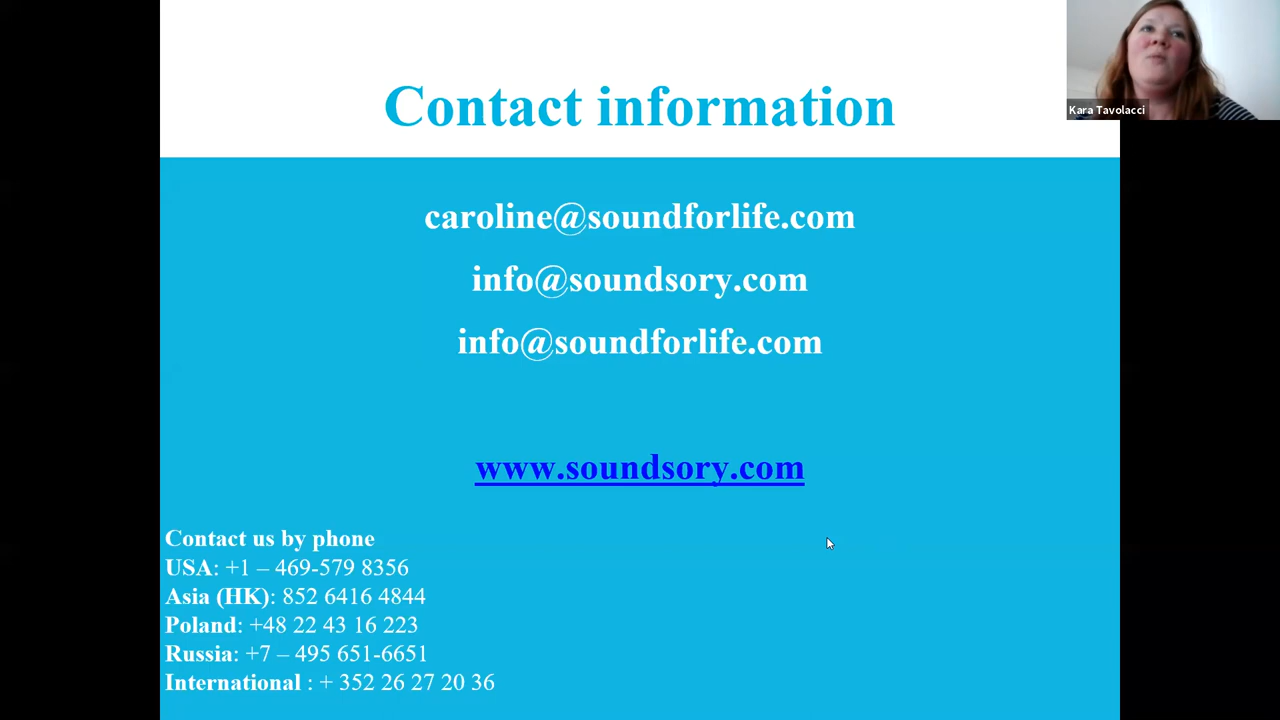 Contact information
Kara Tavolacci
caroline@soundforlife.com
info@soundsory.com
info@soundforlife.com
www.soundsory.com
Contact us by phone
USA: +1 – 469-579 8356
Asia (HK): 852 6416 4844
Poland: +48 22 43 16 223
Russia: +7 – 495 651-6651
International : + 352 26 27 20 36